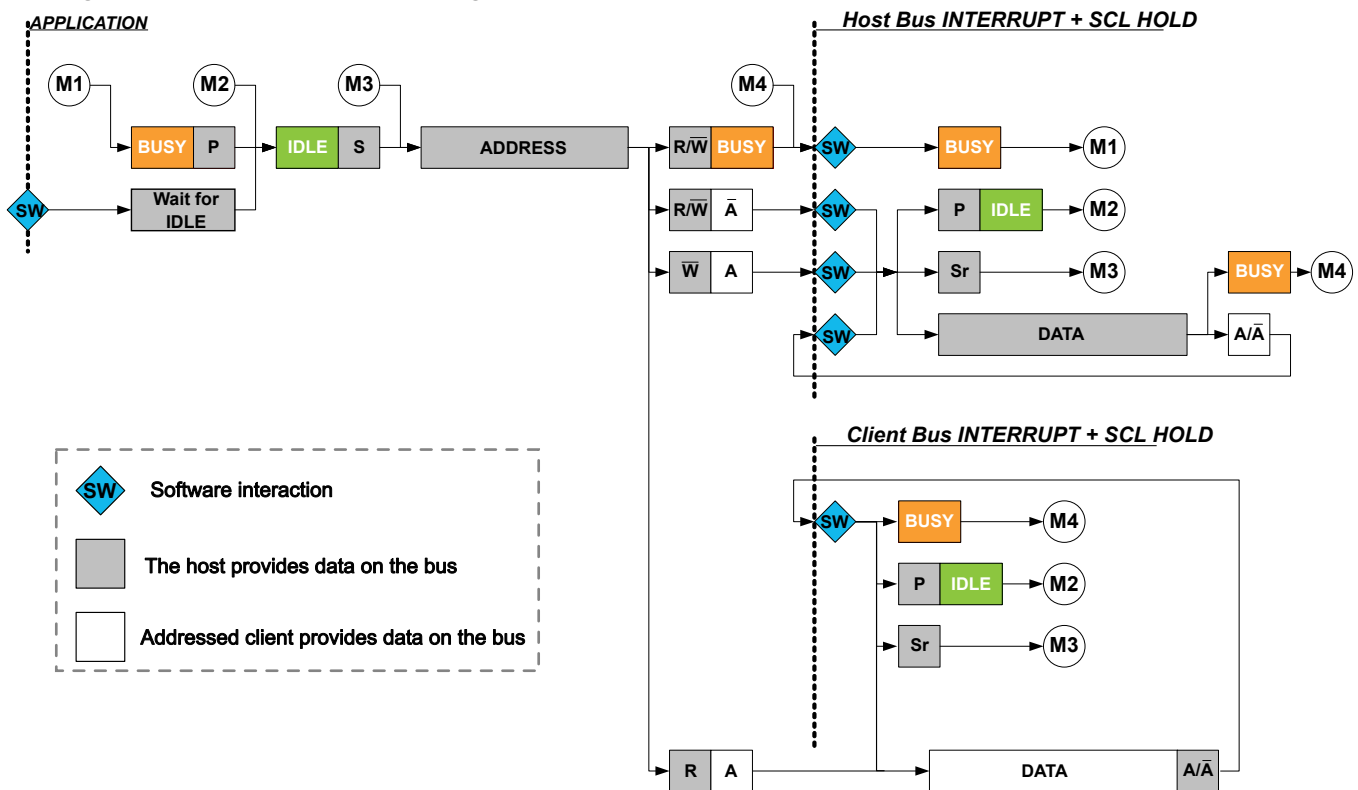 APPLICATION
Host Bus INTERRUPT + SCL HOLD
M1
M2
M3
M4
BUSY P
IDLE S
ADDRESS
R/W̅ BUSY
SW
BUSY
M1
SW
Wait for
IDLE
R/W̅ A̅
SW
P IDLE
M2
W̅ A
SW
Sr
M3
BUSY
M4
SW
DATA
A/A̅
Client Bus INTERRUPT + SCL HOLD
SW
BUSY
M4
P IDLE
M2
Sr
M3
R A
DATA
A/A̅
SW Software interaction
The host provides data on the bus
Addressed client provides data on the bus